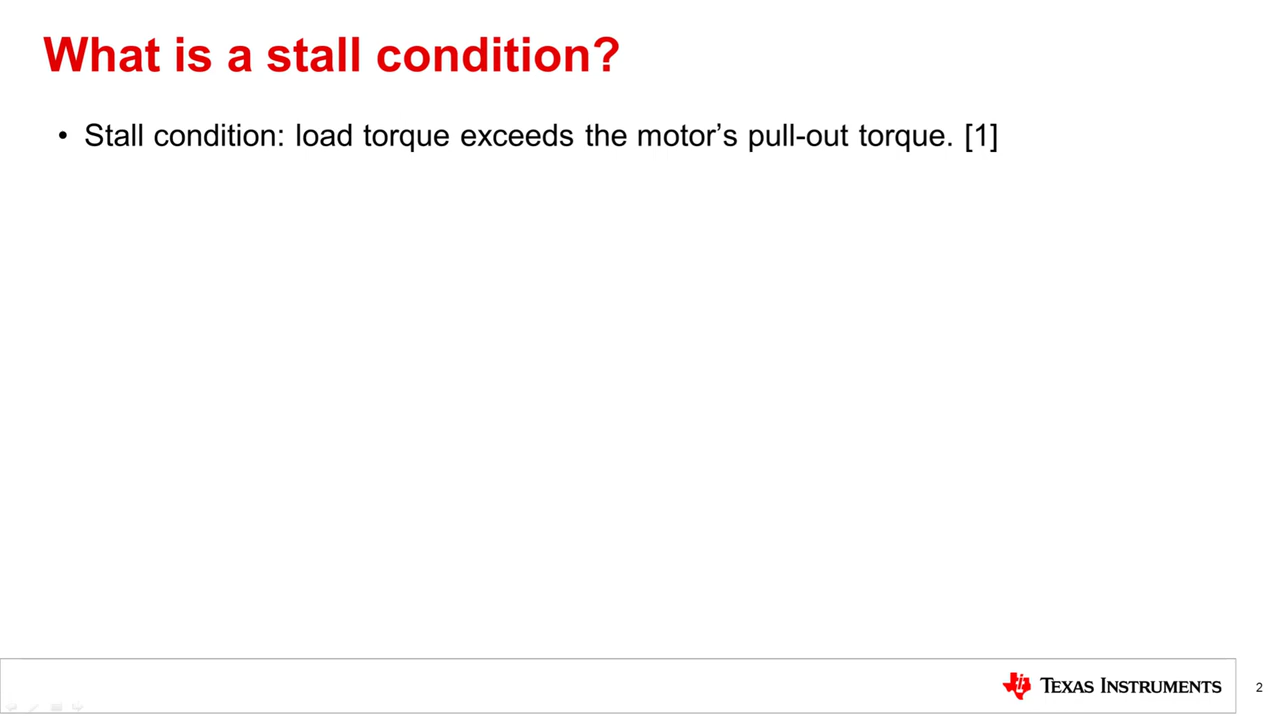 What is a stall condition?
• Stall condition: load torque exceeds the motor’s pull-out torque. [1]
TEXAS INSTRUMENTS
2